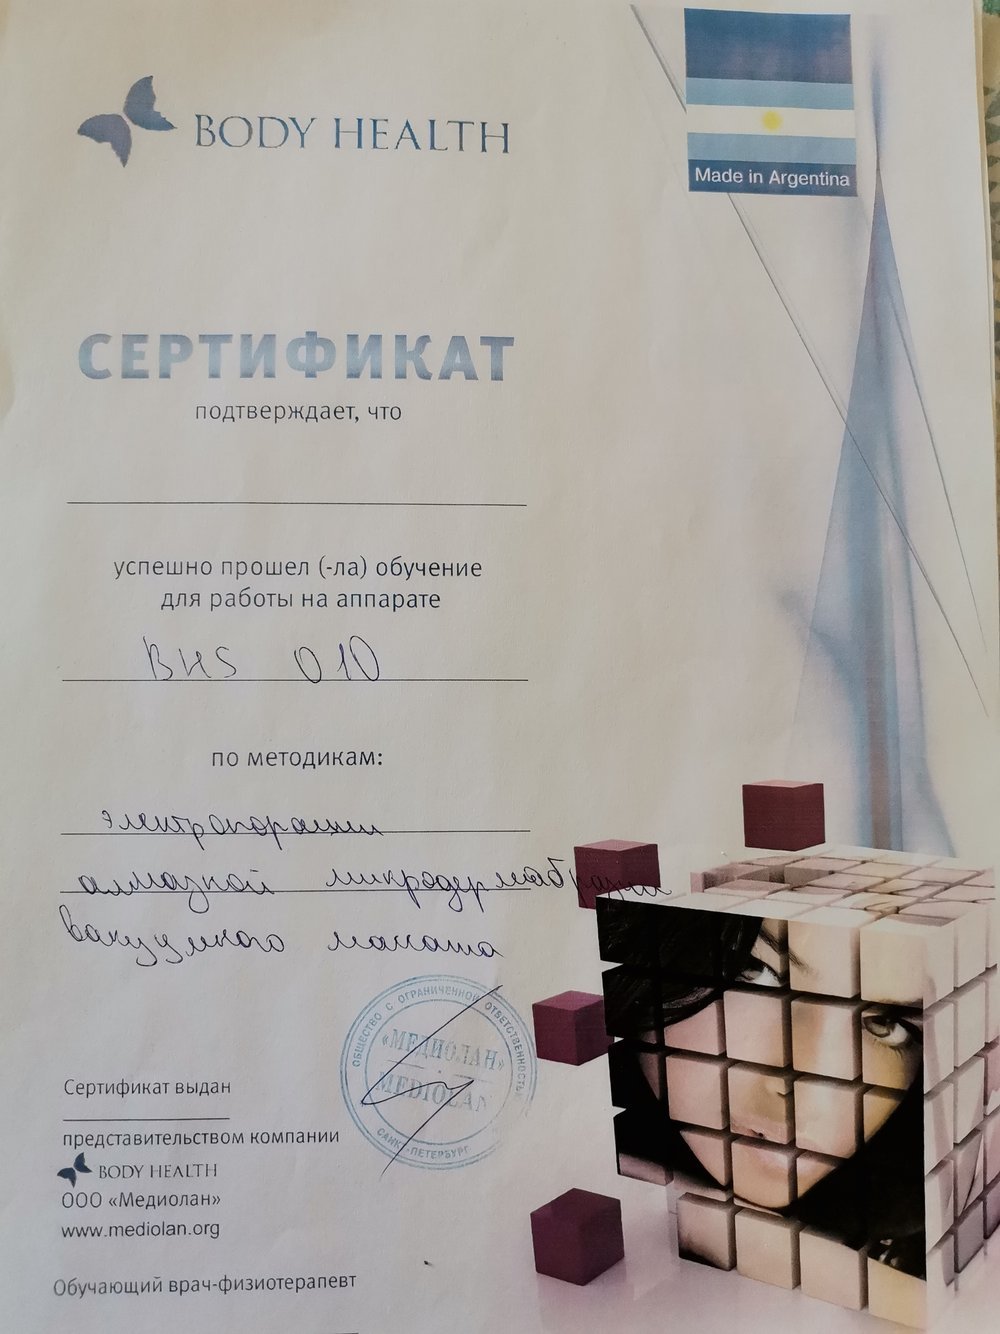 BODY HEALTH
Made in Argentina
СЕРТИФИКАТ
подтверждает, что
успешно прошел (-ла) обучение
для работы на аппарате
BHS 010
по методикам:
электропорации
алмазной микродермабразии
вакуумного массажа
ОБЩЕСТВО С ОГРАНИЧЕННОЙ ОТВЕТСТВЕННОСТЬЮ
«МЕДИОЛАН»
MEDIOLAN
САНКТ-ПЕТЕРБУРГ
Сертификат выдан
представительством компании
BODY HEALTH
ООО «Медиолан»
www.mediolan.org
Обучающий врач-физиотерапевт